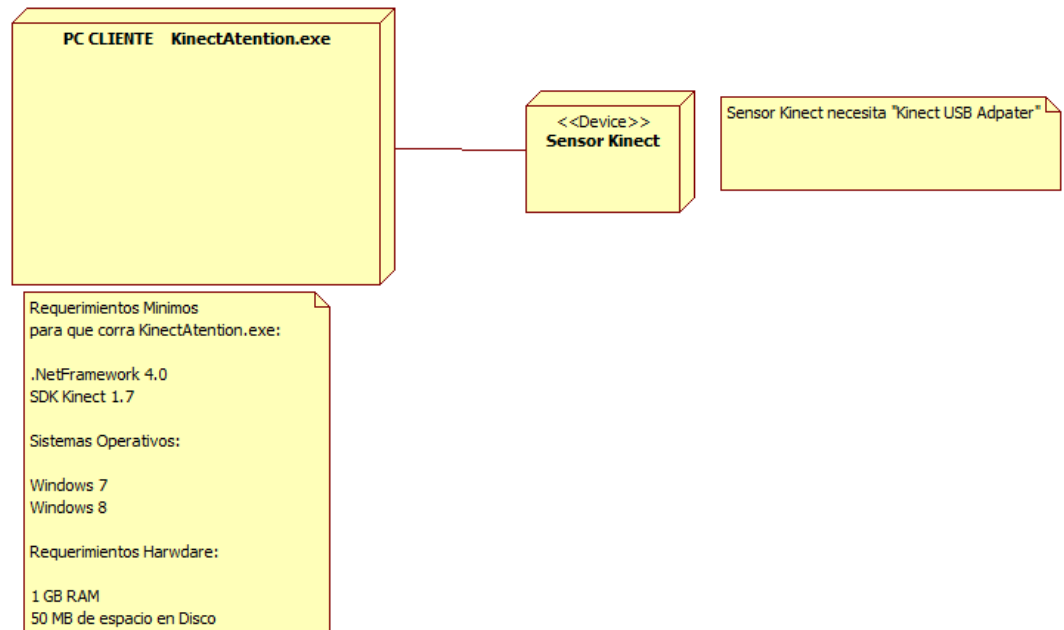 PC CLIENTE    KinectAtention.exe
<<Device>>
Sensor Kinect
Sensor Kinect necesita "Kinect USB Adpater"
Requerimientos Minimos
para que corra KinectAtention.exe:
.NetFramework 4.0
SDK Kinect 1.7
Sistemas Operativos:
Windows 7
Windows 8
Requerimientos Harwdare:
1 GB RAM
50 MB de espacio en Disco